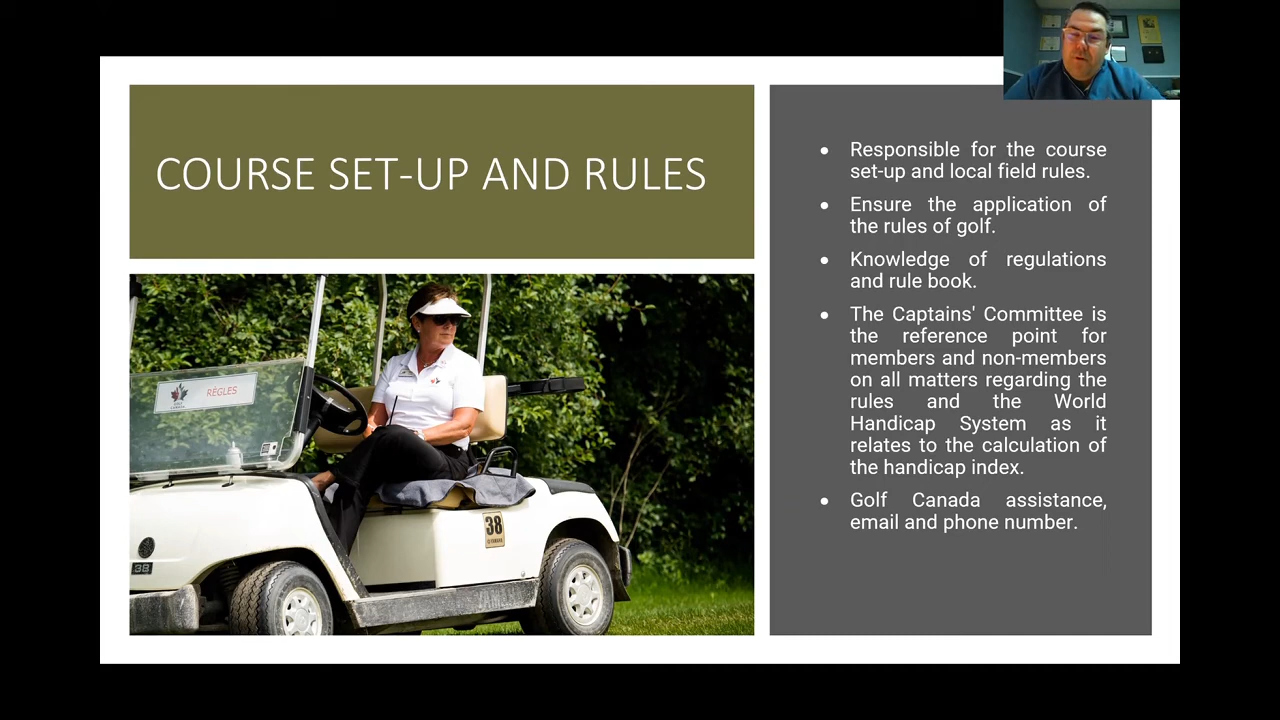 COURSE SET-UP AND RULES
RÈGLES
38
38
• Responsible for the course
set-up and local field rules.
• Ensure the application of
the rules of golf.
• Knowledge of regulations
and rule book.
• The Captains' Committee is
the reference point for
members and non-members
on all matters regarding the
rules and the World
Handicap System as it
relates to the calculation of
the handicap index.
• Golf Canada assistance,
email and phone number.